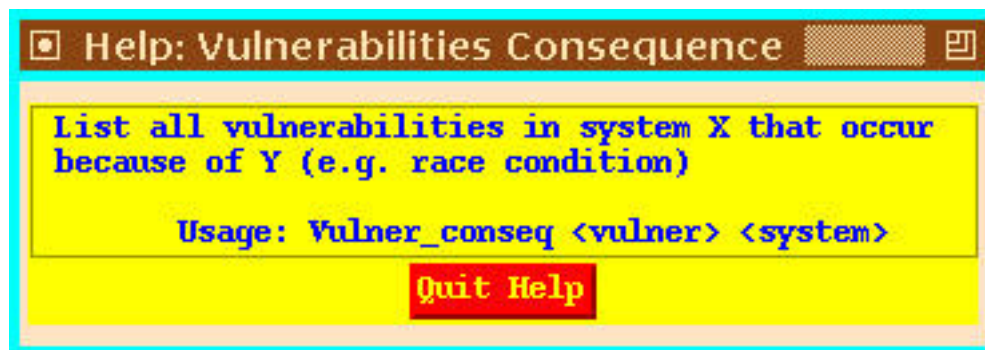 Help: Vulnerabilities Consequence
List all vulnerabilities in system X that occur
because of Y (e.g. race condition)
Usage: Vulner_conseq <vulner> <system>
Quit Help